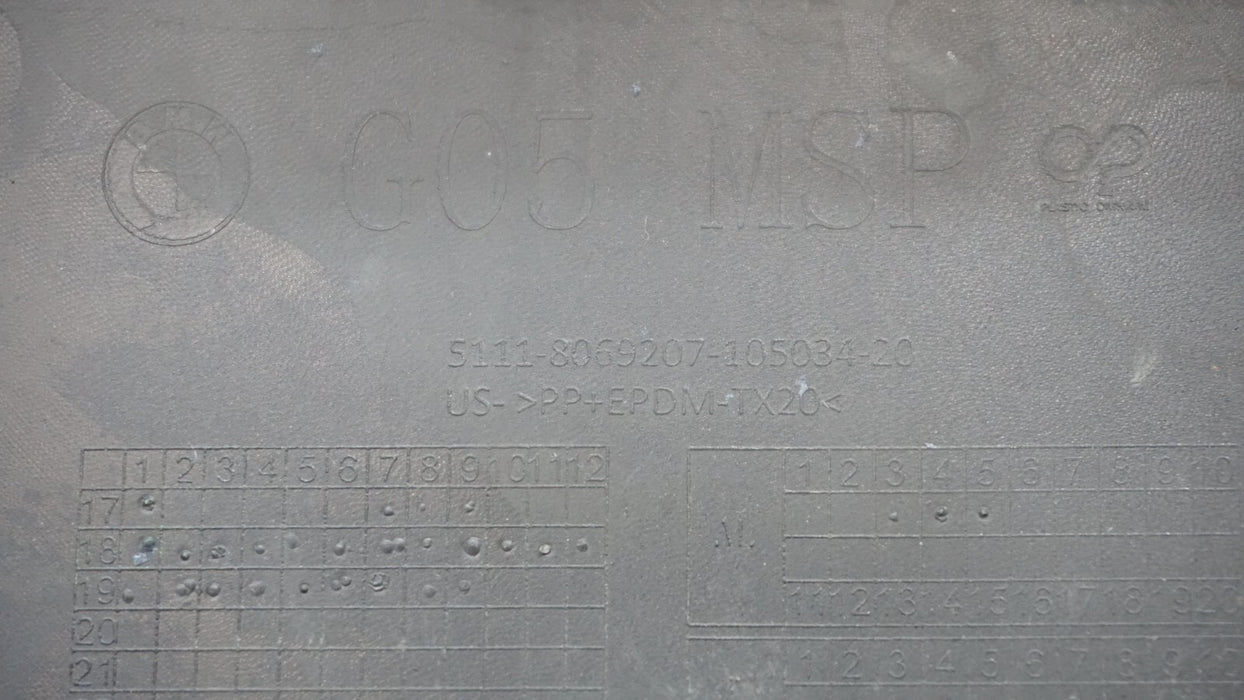 BMW
G05 MSP
PLASTIC OMNIUM
5111-8069207-105034-20
US- >PP+EPDM-TX20<
1 2 3 4 5 6 7 8 9 10 11 12
17
18
19
20
21
1 2 3 4 5 6 7 8 9 10
11 12 13 14 15 16 17 18 19 20
1 2 3 4 5 6 7 8 9 10